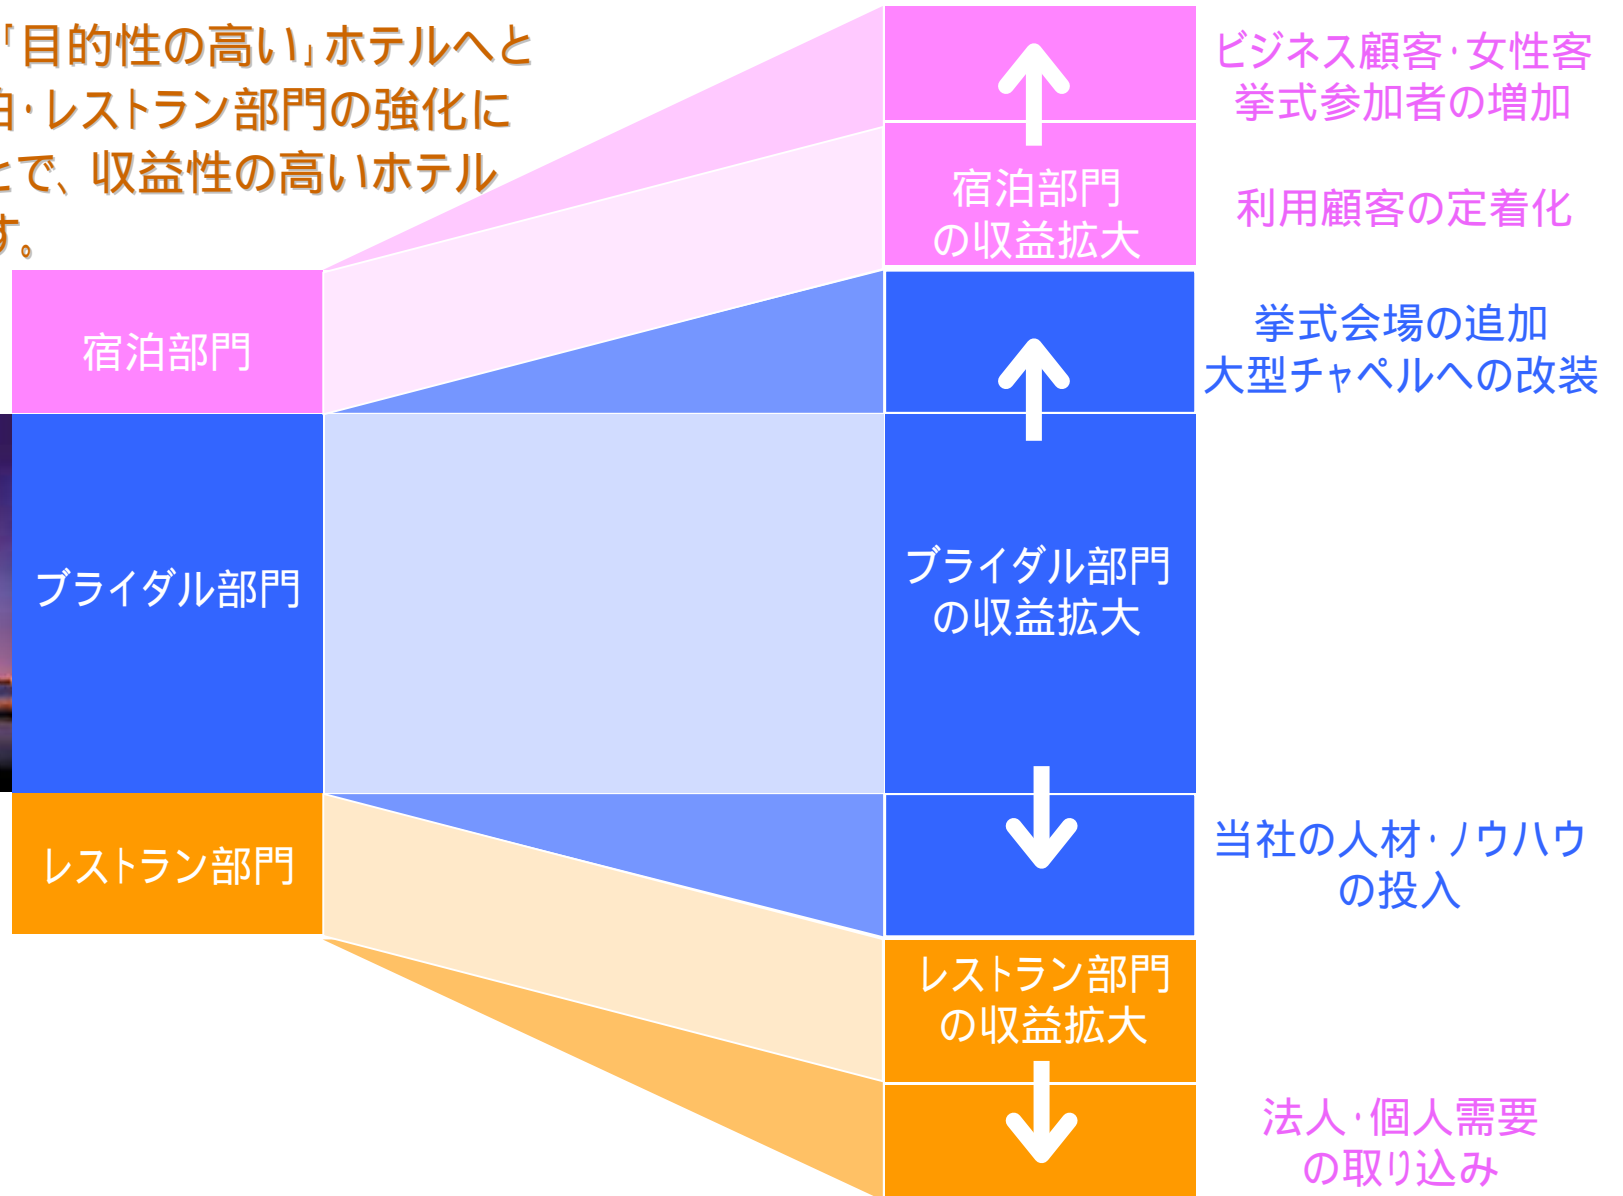 「目的性の高い」ホテルへと
・レストラン部門の強化に
とで、収益性の高いホテル
す。
宿泊部門
ブライダル部門
レストラン部門
宿泊部門
の収益拡大
ブライダル部門
の収益拡大
レストラン部門
の収益拡大
ビジネス顧客・女性客
挙式参加者の増加
利用顧客の定着化
挙式会場の追加
大型チャペルへの改装
当社の人材・ノウハウ
の投入
法人・個人需要
の取り込み